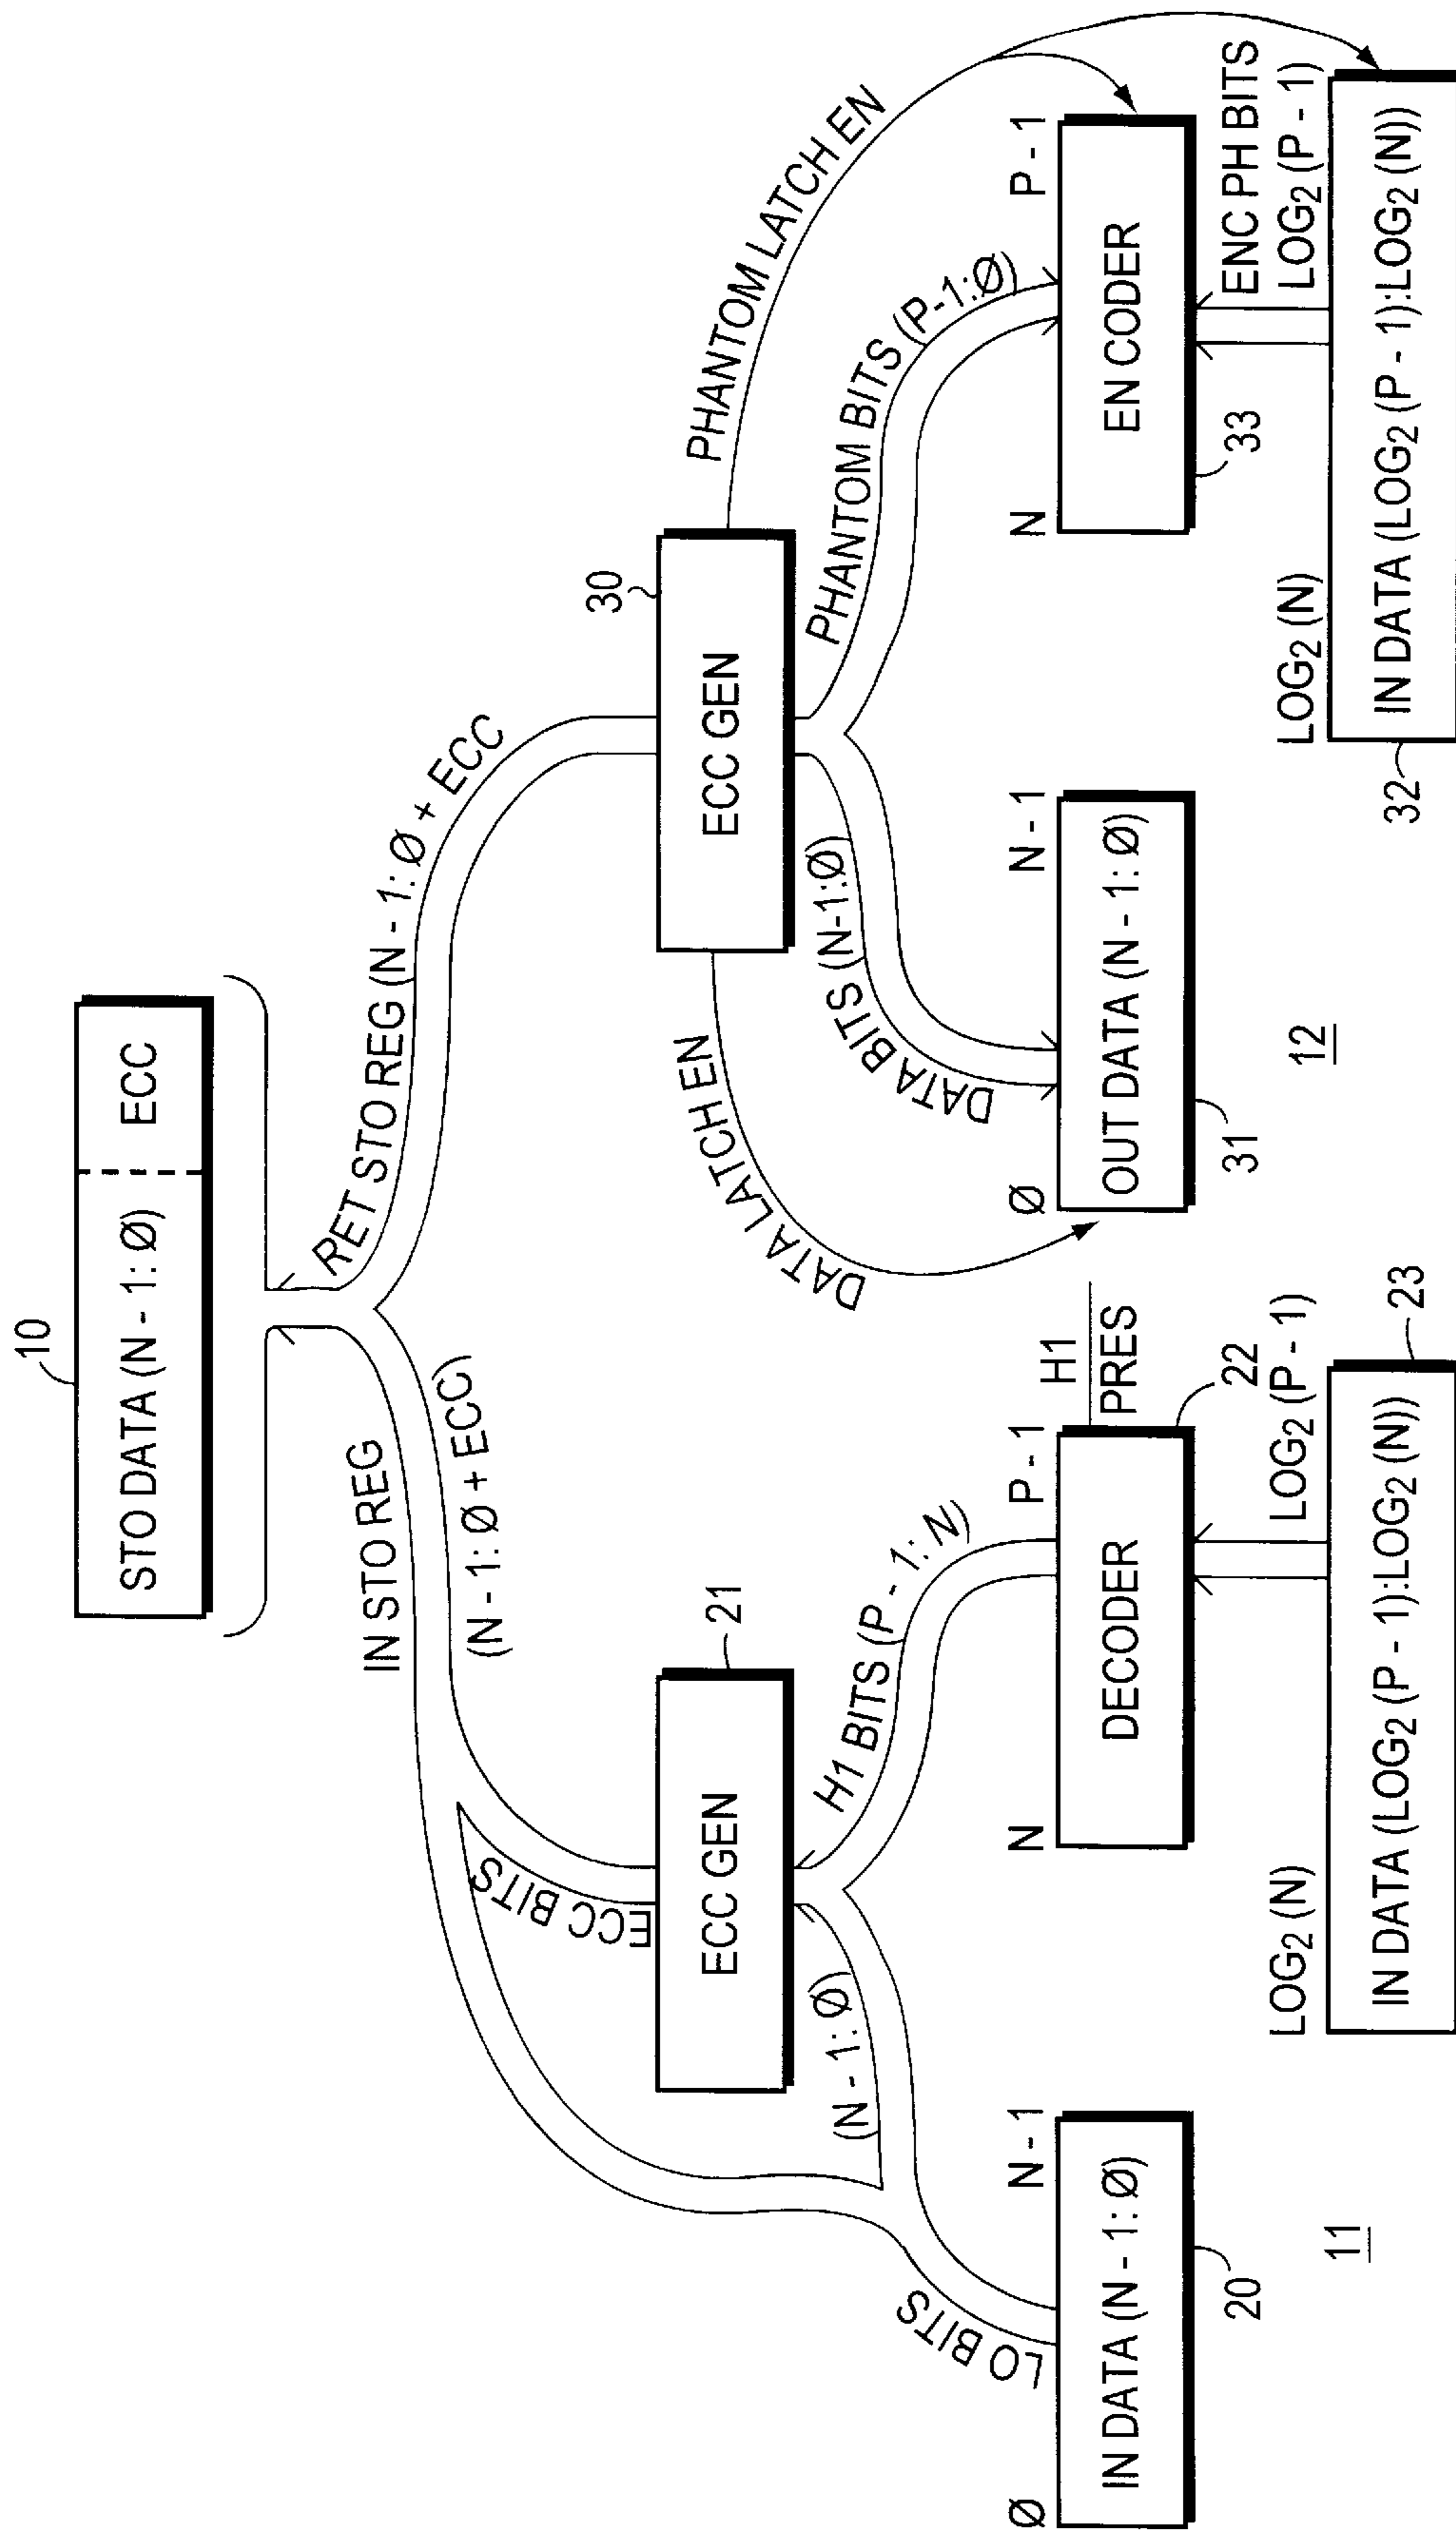 10
STO DATA (N - 1: Ø) ECC
IN STO REG
(N - 1: Ø + ECC)
RET STO REG (N - 1: Ø + ECC
ECC BITS
21
ECC GEN
30
ECC GEN
LO BITS
(N - 1: Ø)
H1 BITS (P - 1: N)
DATA LATCH EN
DATA BITS (N-1:Ø)
PHANTOM BITS (P-1:Ø)
PHANTOM LATCH EN
Ø N - 1
IN DATA (N - 1: Ø)
20
N P - 1
DECODER
22
H1
PRES
Ø N - 1
OUT DATA (N - 1: Ø)
31
N P - 1
EN CODER
33
ENC PH BITS
LOG2 (P - 1)
LOG2 (N) LOG2 (P - 1)
IN DATA (LOG2 (P - 1):LOG2 (N))
23
LOG2 (N)
IN DATA (LOG2 (P - 1):LOG2 (N))
32
11
12